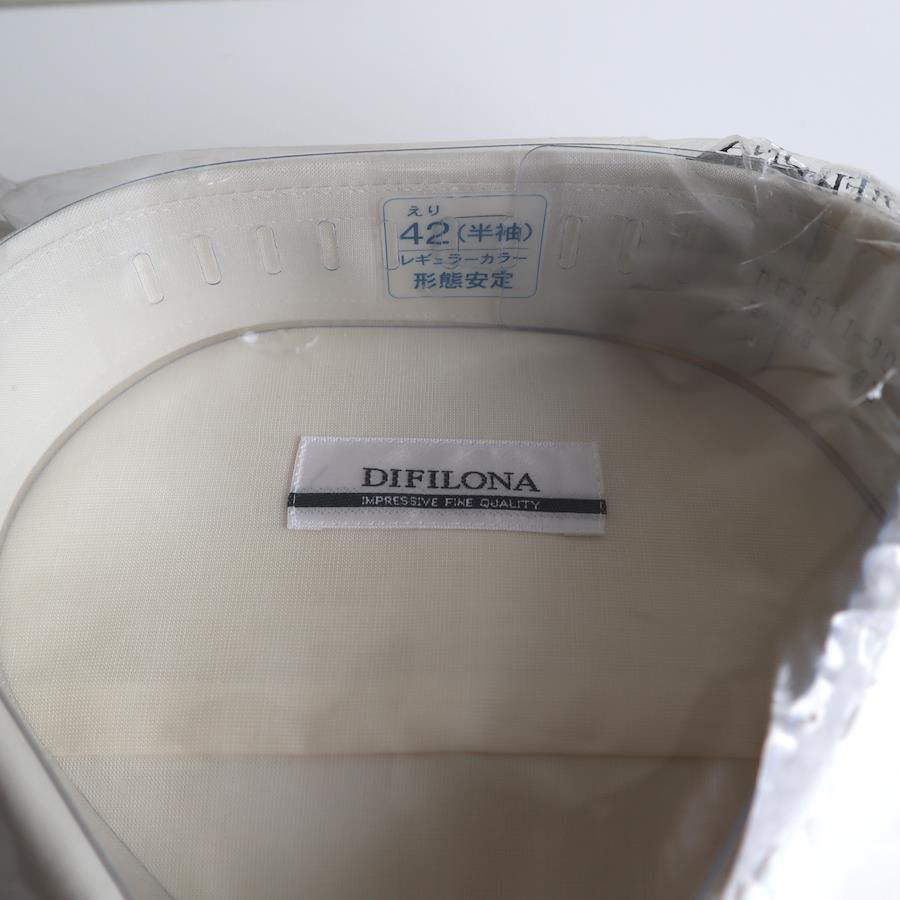 えり
42(半袖)
レギュラーカラー
形態安定
DIFILONA
IMPRESSIVE FINE QUALITY